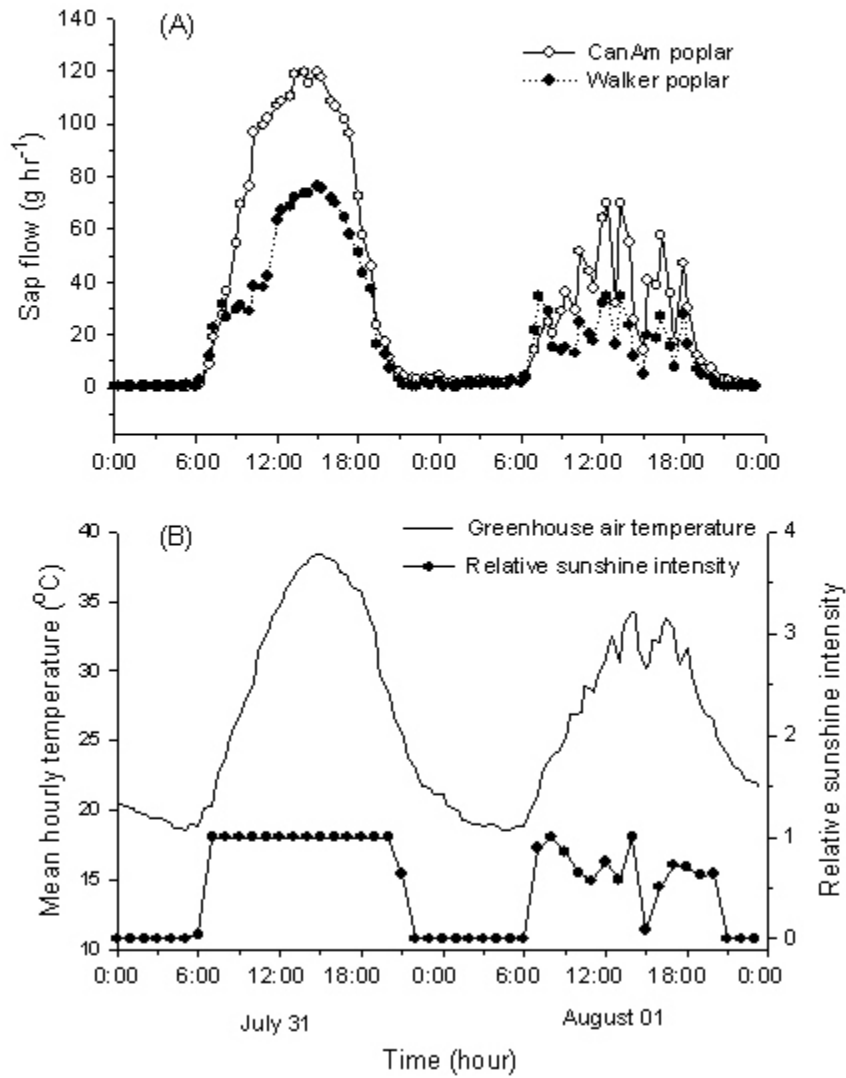 (A)
CanAm poplar
Walker poplar
140
120
100
80
60
40
20
0
Sap flow (g hr-1)
0:00 6:00 12:00 18:00 0:00 6:00 12:00 18:00 0:00
(B)
Greenhouse air temperature
Relative sunshine intensity
40
35
30
25
20
15
10
Mean hourly temperature (oC)
4
3
2
1
0
Relative sunshine intensity
0:00 6:00 12:00 18:00 0:00 6:00 12:00 18:00 0:00
July 31 August 01
Time (hour)